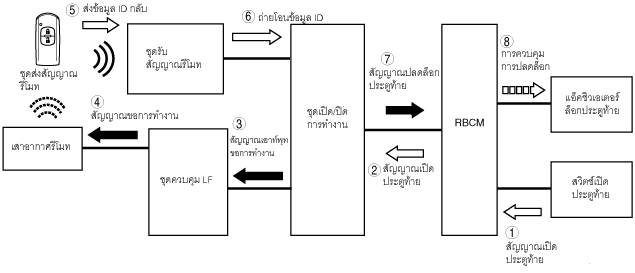 ⑤ ส่งข้อมูล ID กลับ
⑥ ถ่ายโอนข้อมูล ID
ชุดส่งสัญญาณ
รีโมท
ชุดรับ
สัญญาณรีโมท
⑦
สัญญาณปลดล็อก
ประตูท้าย
⑧
การควบคุม
การปลดล็อก
④
สัญญาณขอการทำงาน
③
สัญญาณเอาท์พุท
ขอการทำงาน
ชุดเปิด/ปิด
การทำงาน
RBCM
แอ็คชิวเอเตอร์
ล็อกประตูท้าย
เสาอากาศรีโมท
ชุดควบคุม LF
② สัญญาณเปิด
ประตูท้าย
สวิตช์เปิด
ประตูท้าย
①
สัญญาณเปิด
ประตูท้าย